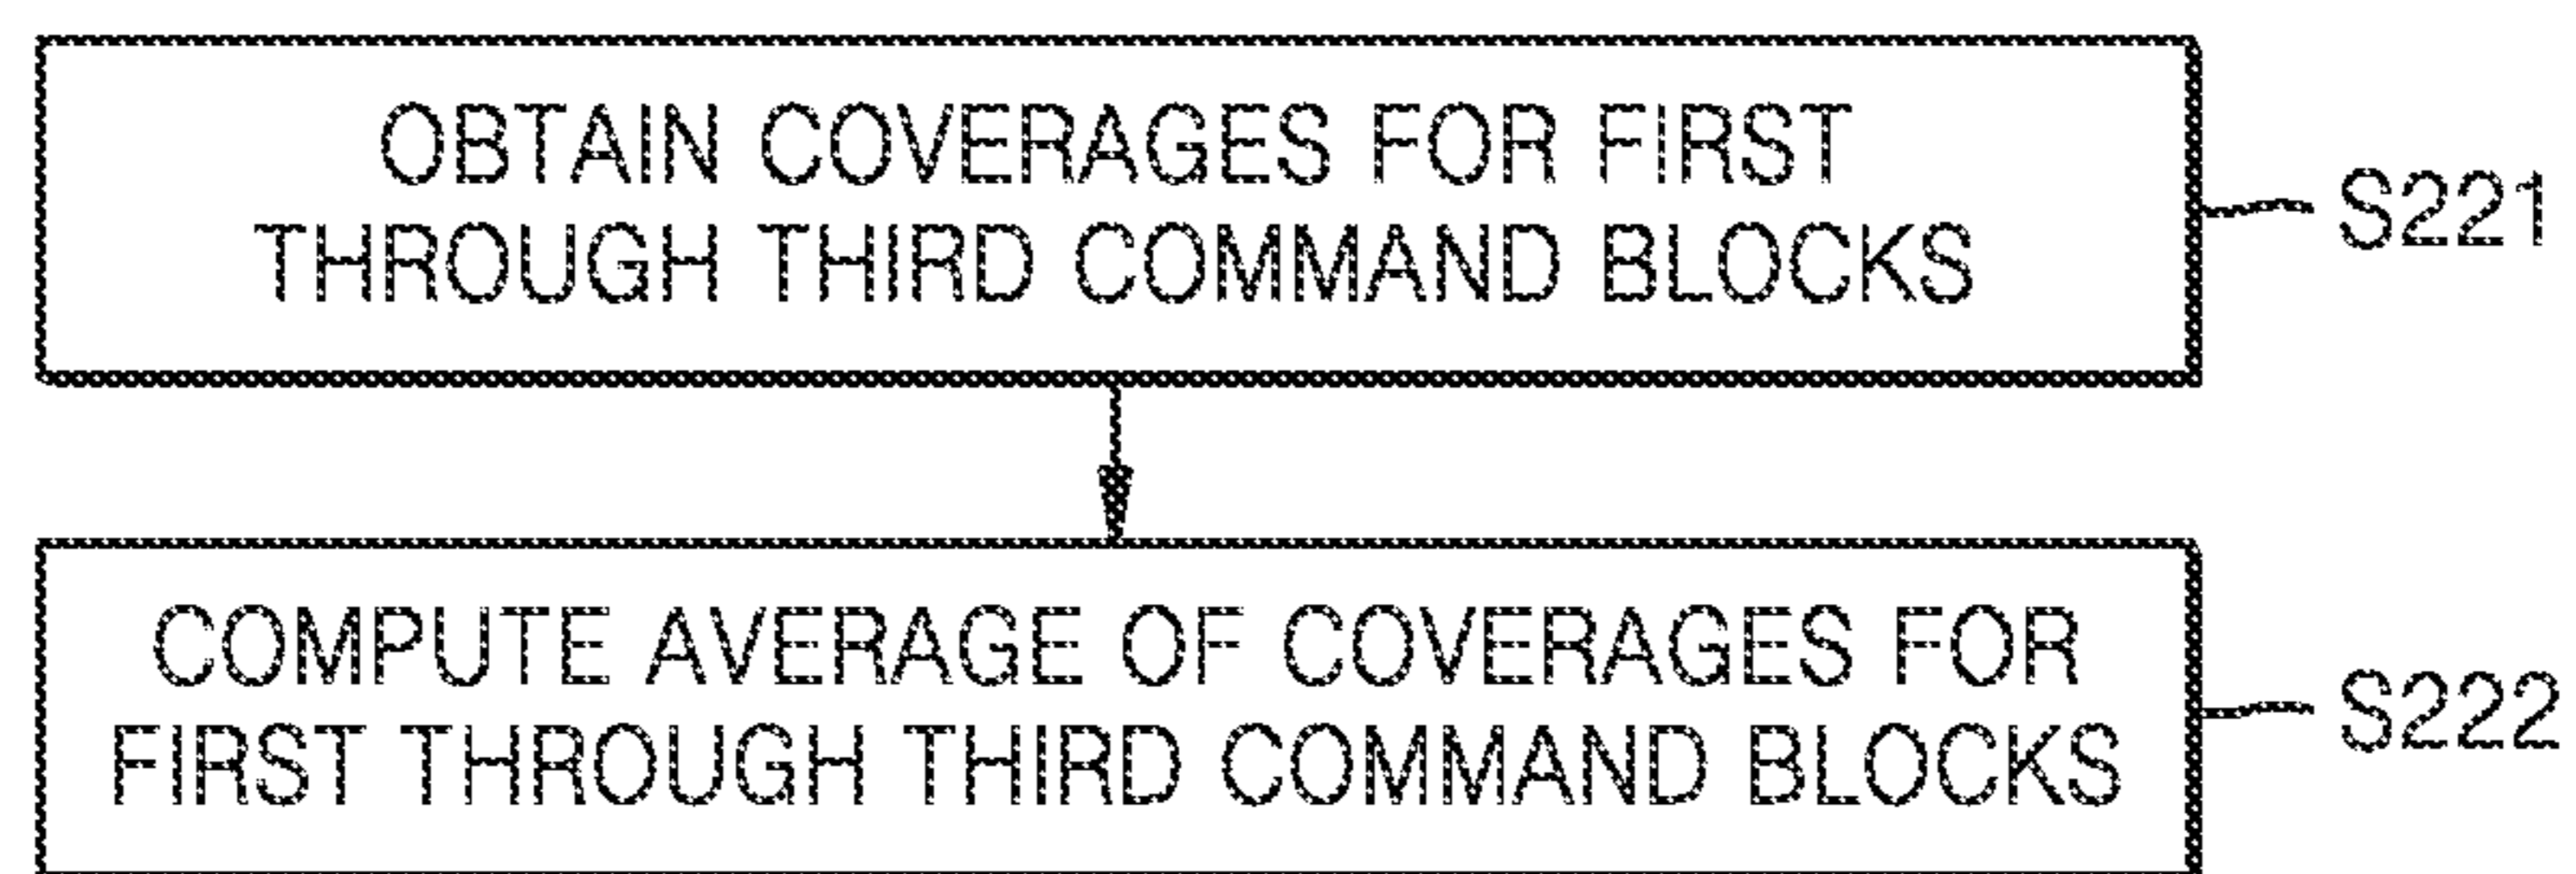 OBTAIN COVERAGES FOR FIRST
THROUGH THIRD COMMAND BLOCKS
S221
COMPUTE AVERAGE OF COVERAGES FOR
FIRST THROUGH THIRD COMMAND BLOCKS
S222